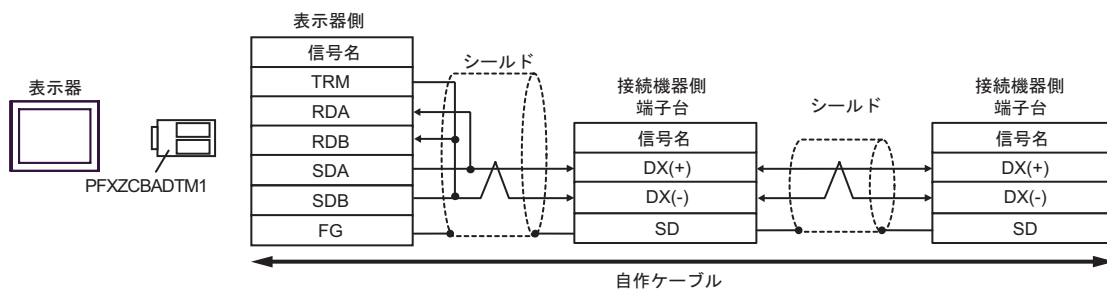 表示器
PFXZCBADTM1
表示器側
信号名
TRM
RDA
RDB
SDA
SDB
FG
シールド
接続機器側
端子台
信号名
DX(+)
DX(-)
SD
シールド
接続機器側
端子台
信号名
DX(+)
DX(-)
SD
自作ケーブル